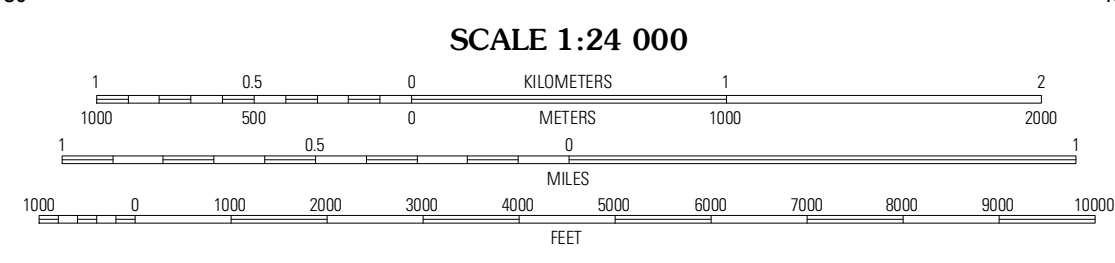 SCALE 1:24 000
1 0.5 0 KILOMETERS 1 2
1000 500 0 METERS 1000 2000
1 0.5 0 1
MILES
1000 0 1000 2000 3000 4000 5000 6000 7000 8000 9000 10000
FEET